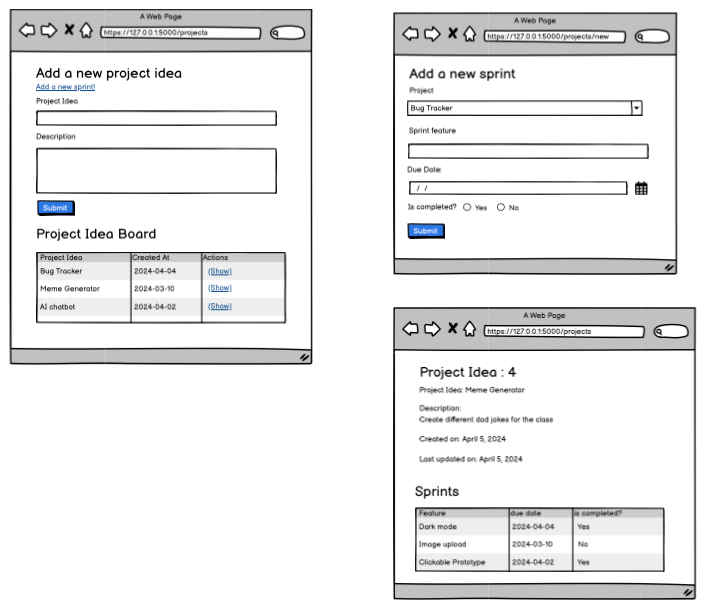 A Web Page
https://127.0.0.1:5000/projects
Add a new project idea
Add a new sprint!
Project Idea
Description
Submit
Project Idea Board
Project Idea Created At Actions
Bug Tracker 2024-04-04 (Show)
Meme Generator 2024-03-10 (Show)
AI chatbot 2024-04-02 (Show)
A Web Page
https://127.0.0.1:5000/projects/new
Add a new sprint
Project
Bug Tracker
Sprint feature
Due Date:
/ /
Is completed? Yes No
Submit
A Web Page
https://127.0.0.1:5000/projects
Project Idea : 4
Project Idea: Meme Generator
Description:
Create different dad jokes for the class
Created on: April 5, 2024
Last updated on: April 5, 2024
Sprints
Feature due date is completed?
Dark mode 2024-04-04 Yes
Image upload 2024-03-10 No
Clickable Prototype 2024-04-02 Yes